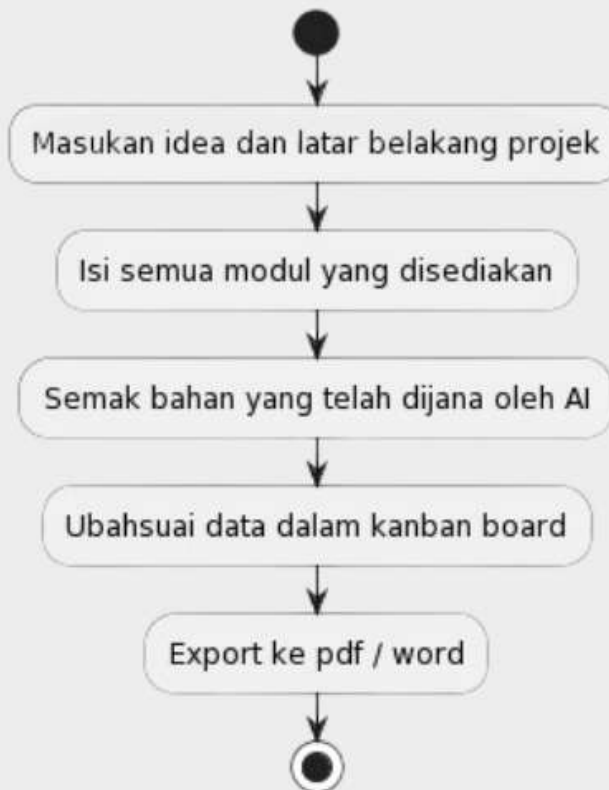 Masukan idea dan latar belakang projek
Isi semua modul yang disediakan
Semak bahan yang telah dijana oleh AI
Ubahsuai data dalam kanban board
Export ke pdf / word